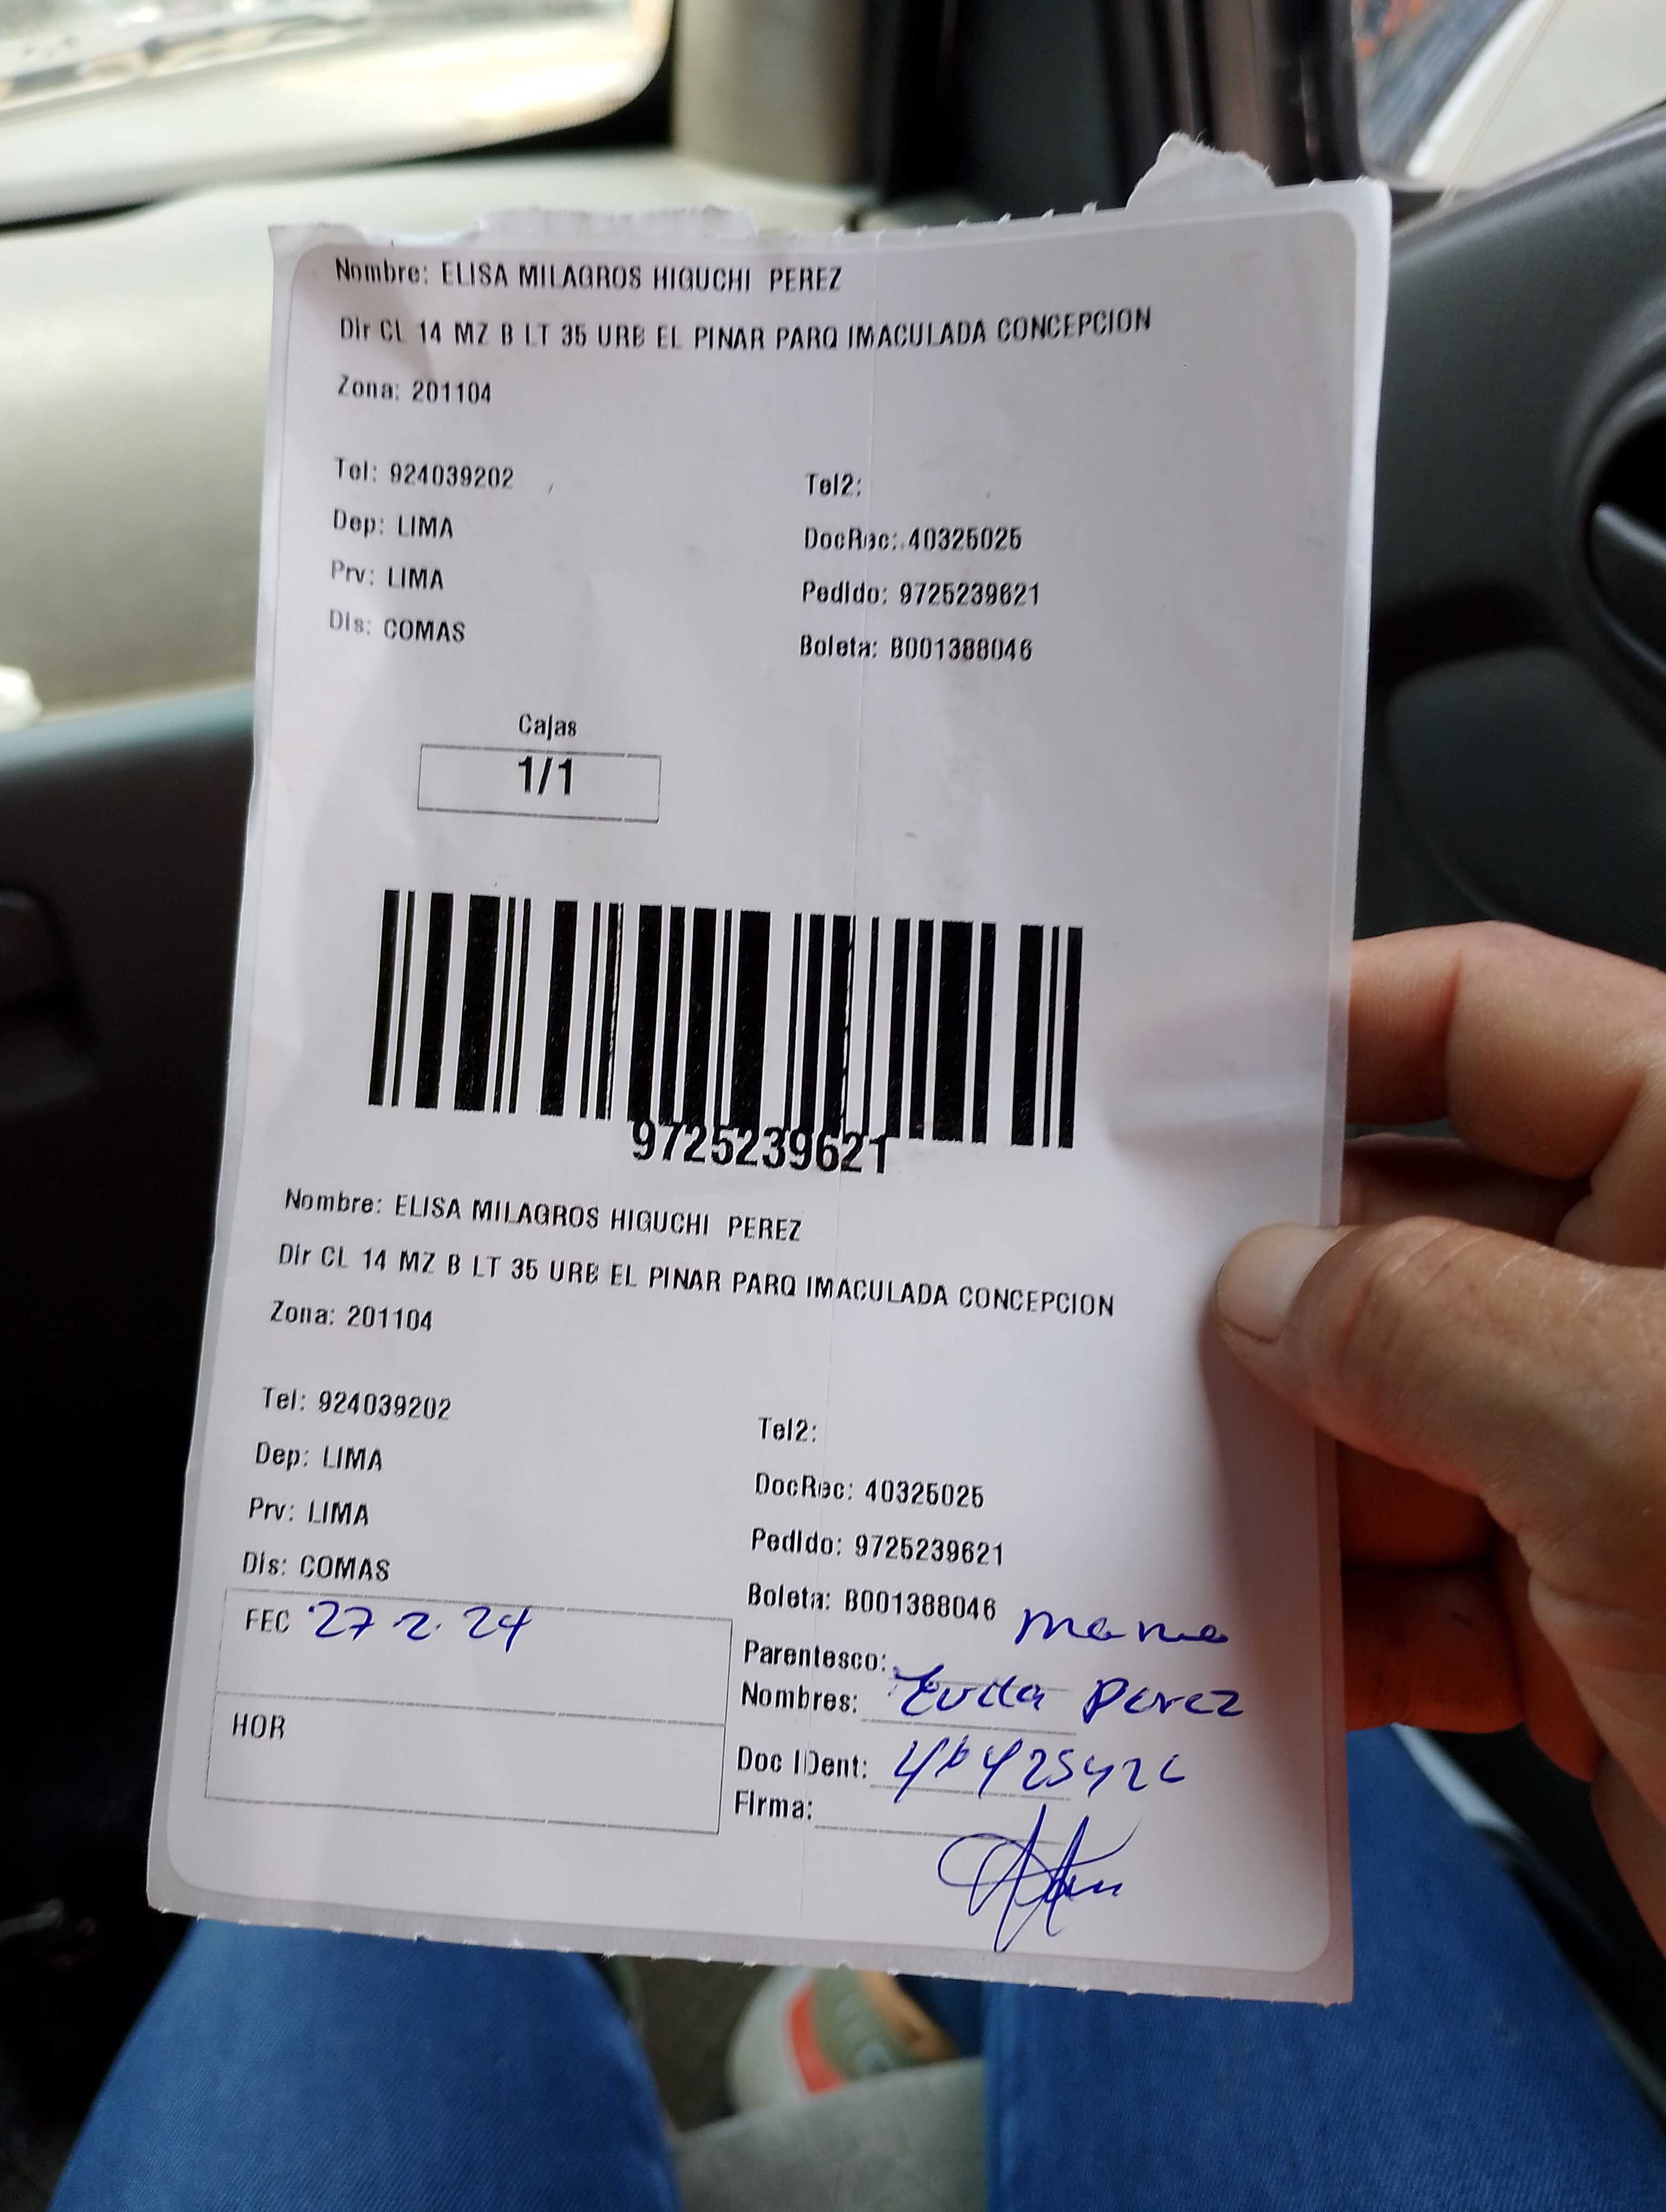 Nombre: ELISA MILAGROS HIGUCHI PEREZ
Dir CL 14 MZ B LT 35 URB EL PINAR PARQ IMACULADA CONCEPCION
Zona: 201104
Tel: 924039202 Tel2:
Dep: LIMA DocRec: 40325025
Prv: LIMA Pedido: 9725239621
Dis: COMAS Boleta: B001388046
Cajas
1/1
9725239621
Nombre: ELISA MILAGROS HIGUCHI PEREZ
Dir CL 14 MZ B LT 35 URB EL PINAR PARQ IMACULADA CONCEPCION
Zona: 201104
Tel: 924039202 Tel2:
Dep: LIMA DocRec: 40325025
Prv: LIMA Pedido: 9725239621
Dis: COMAS Boleta: B001388046
FEC 27 2. 24
Parentesco: mama
Nombres: Perez
HOR
Doc IDent:
Firma: